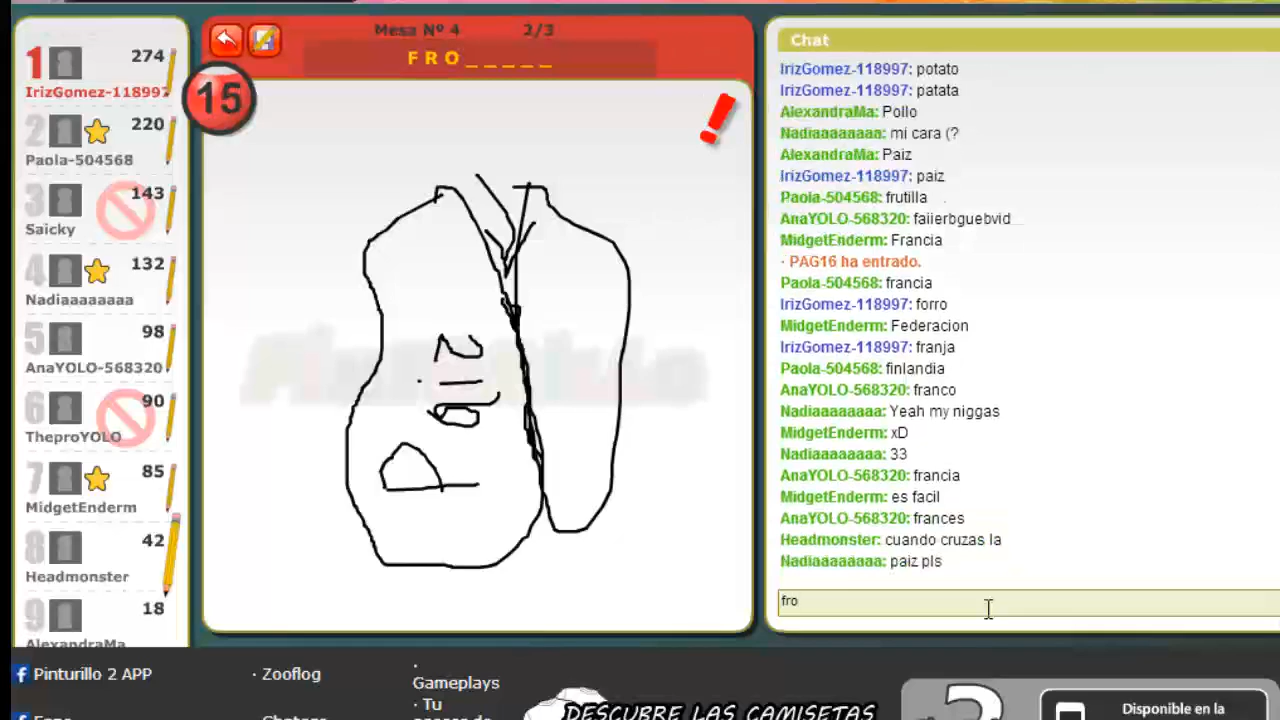 1 274
IrizGomez-118997
2 220
Paola-504568
3 143
Saicky
4 132
Nadiaaaaaaaa
5 98
AnaYOLO-568320
6 90
TheproYOLO
7 85
MidgetEnderm
8 42
Headmonster
9 18
AlexandraMa
Mesa Nº 4 2/3
FRO_____
15
Chat
IrizGomez-118997: potato
IrizGomez-118997: patata
AlexandraMa: Pollo
Nadiaaaaaaaa: mi cara (?
AlexandraMa: Paiz
IrizGomez-118997: paiz
Paola-504568: frutilla
AnaYOLO-568320: faiierbguebvid
MidgetEnderm: Francia
· PAG16 ha entrado.
Paola-504568: francia
IrizGomez-118997: forro
MidgetEnderm: Federacion
IrizGomez-118997: franja
Paola-504568: finlandia
AnaYOLO-568320: franco
Nadiaaaaaaaa: Yeah my niggas
MidgetEnderm: xD
Nadiaaaaaaaa: 33
AnaYOLO-568320: francia
MidgetEnderm: es facil
AnaYOLO-568320: frances
Headmonster: cuando cruzas la
Nadiaaaaaaaa: paiz pls
fro
Pinturillo 2 APP
· Zooflog
·
Gameplays
· Tu
DESCUBRE LAS CAMISETAS
2
Disponible en la